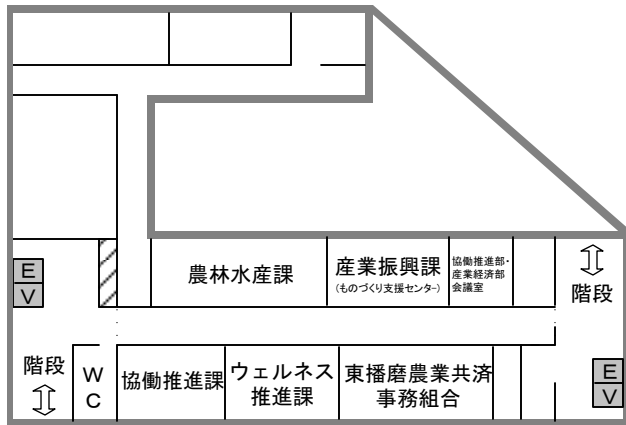 農林水産課
産業振興課
(ものづくり支援センター)
協働推進部・
産業経済部
会議室
階段
E
V
階段
W
C
協働推進課
ウェルネス
推進課
東播磨農業共済
事務組合
E
V